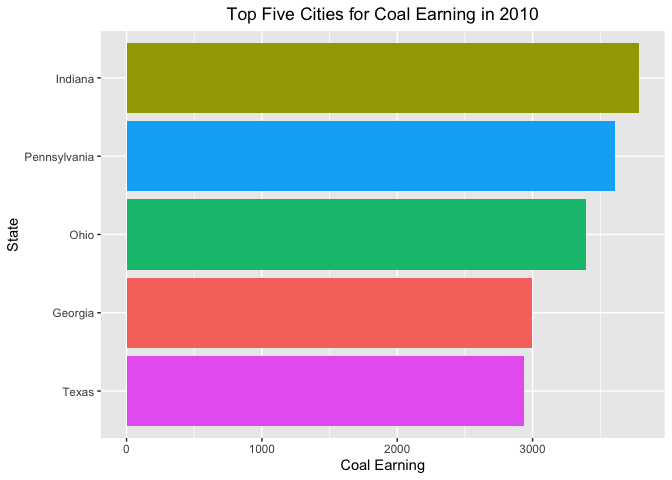 Top Five Cities for Coal Earning in 2010
State
Indiana
Pennsylvania
Ohio
Georgia
Texas
0 1000 2000 3000
Coal Earning